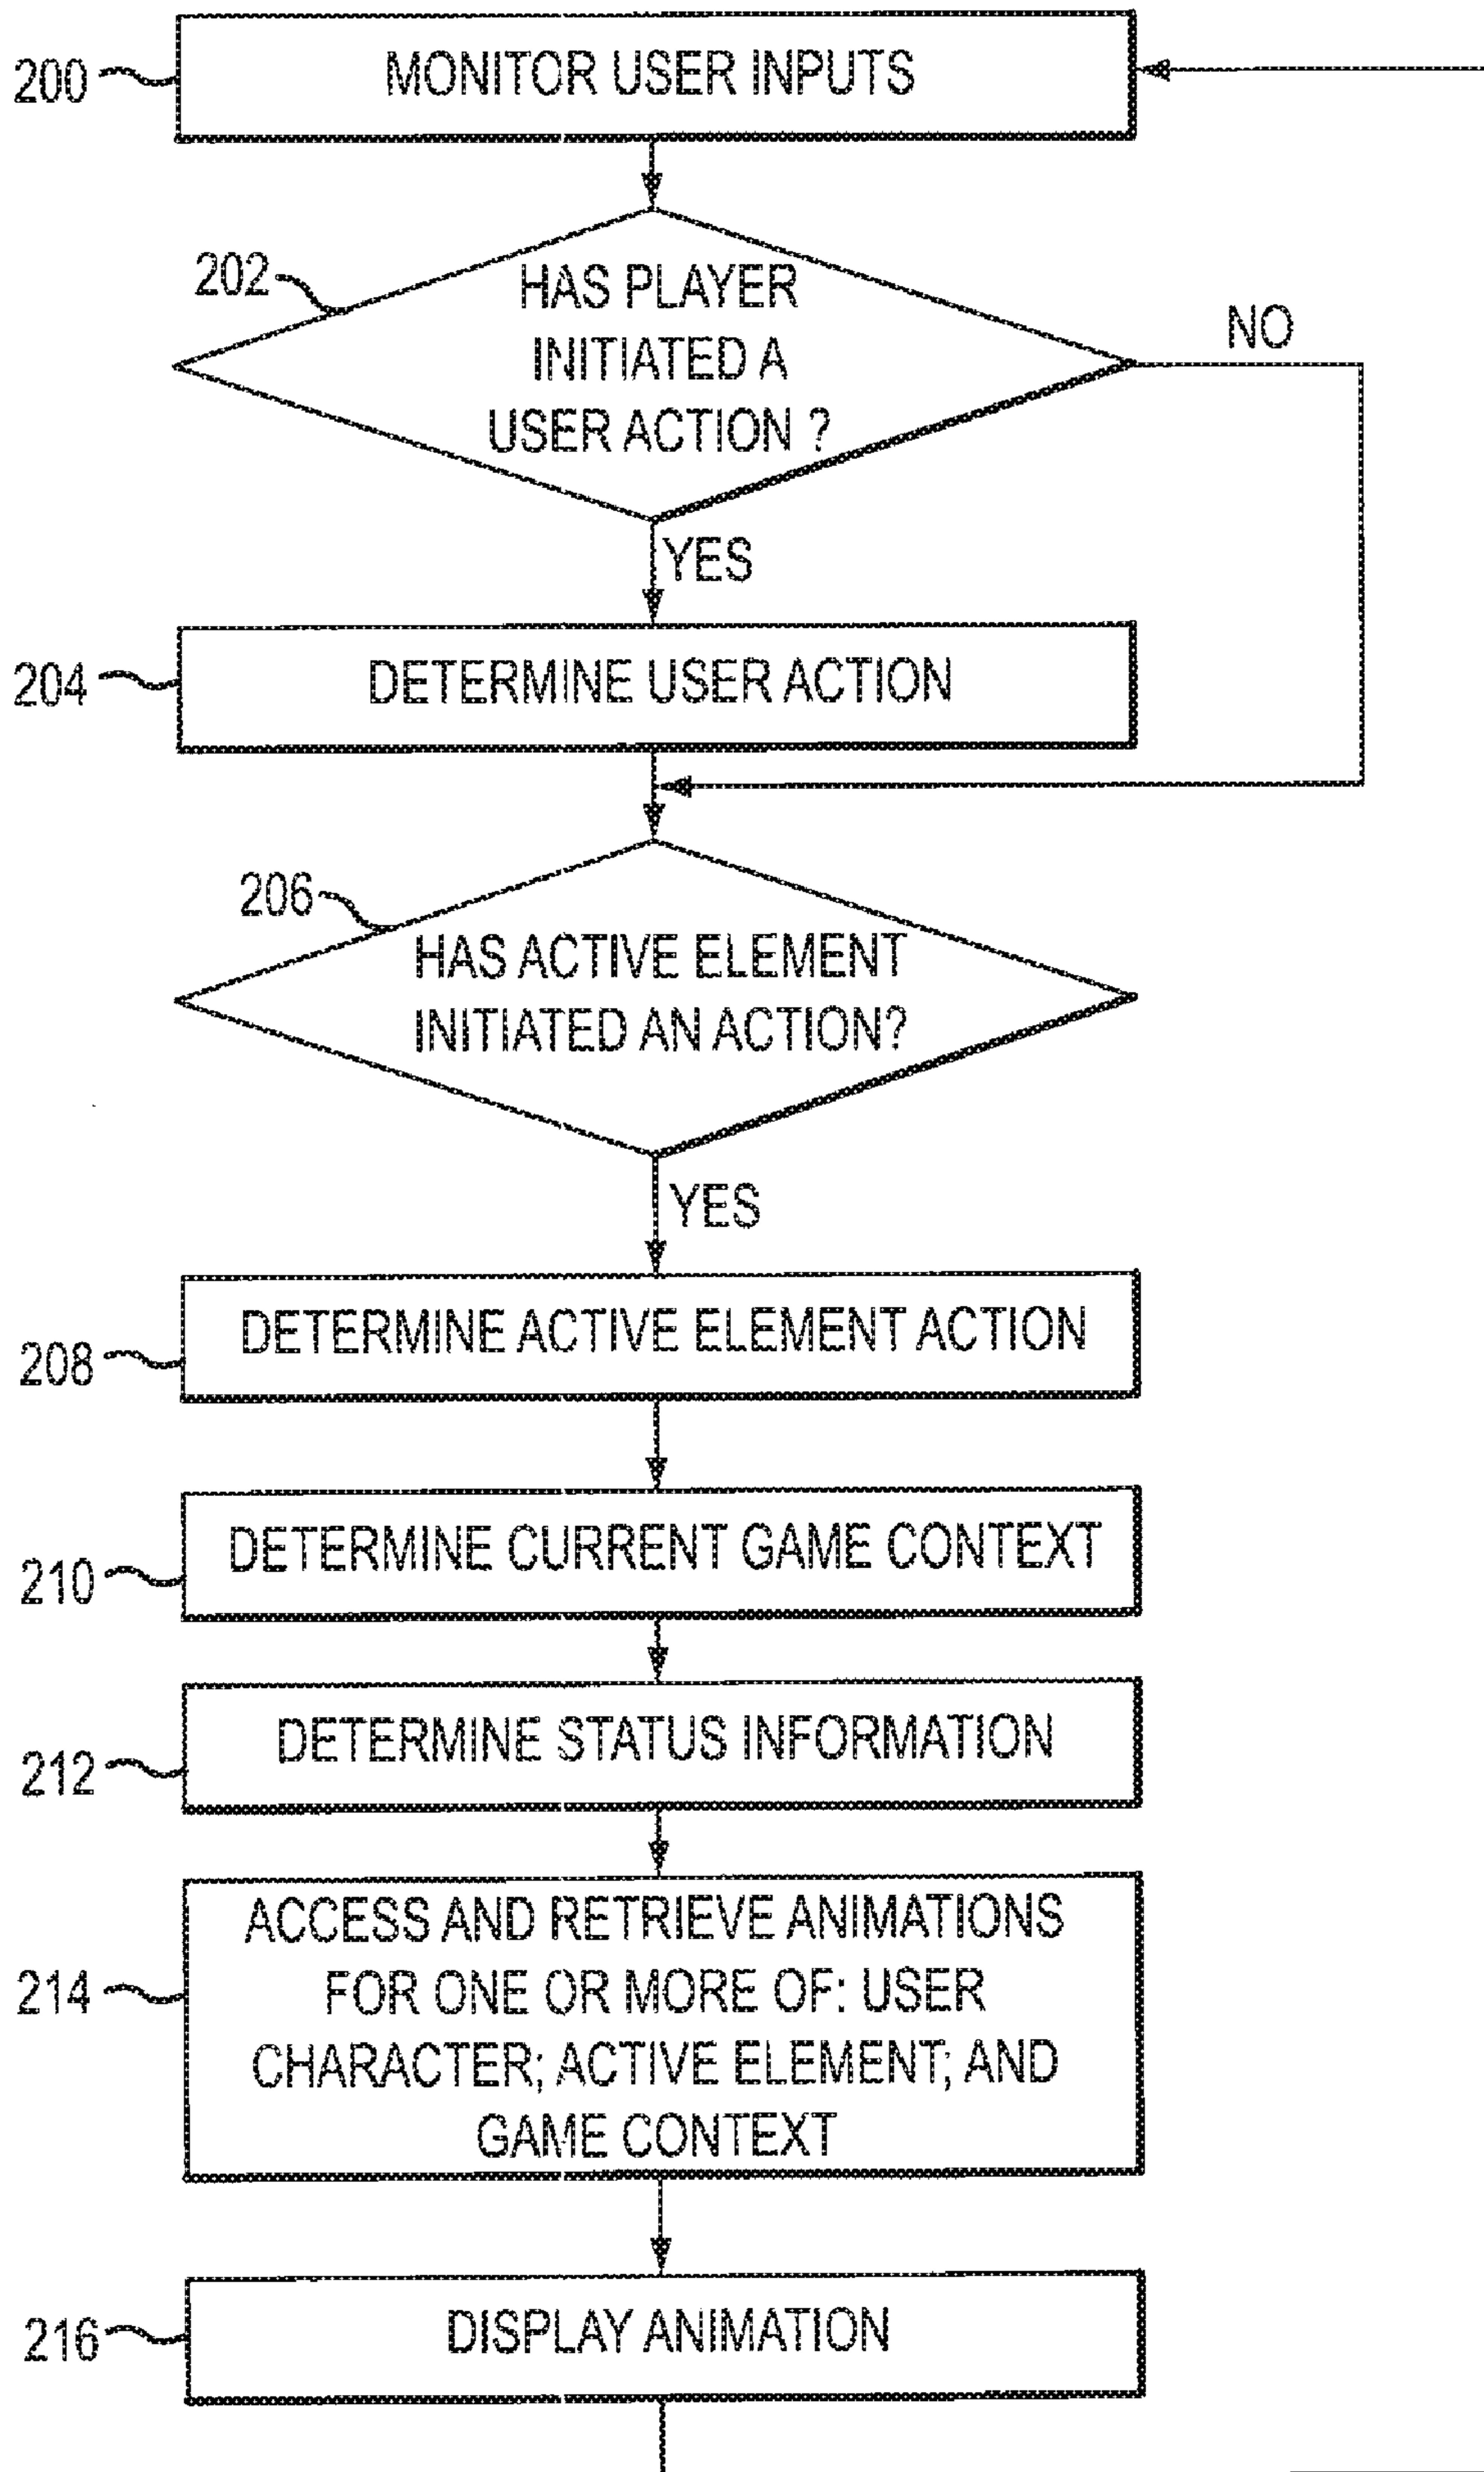 200
MONITOR USER INPUTS
202
HAS PLAYER
INITIATED A
USER ACTION ?
NO
YES
204
DETERMINE USER ACTION
206
HAS ACTIVE ELEMENT
INITIATED AN ACTION?
YES
208
DETERMINE ACTIVE ELEMENT ACTION
210
DETERMINE CURRENT GAME CONTEXT
212
DETERMINE STATUS INFORMATION
214
ACCESS AND RETRIEVE ANIMATIONS
FOR ONE OR MORE OF: USER
CHARACTER; ACTIVE ELEMENT; AND
GAME CONTEXT
216
DISPLAY ANIMATION